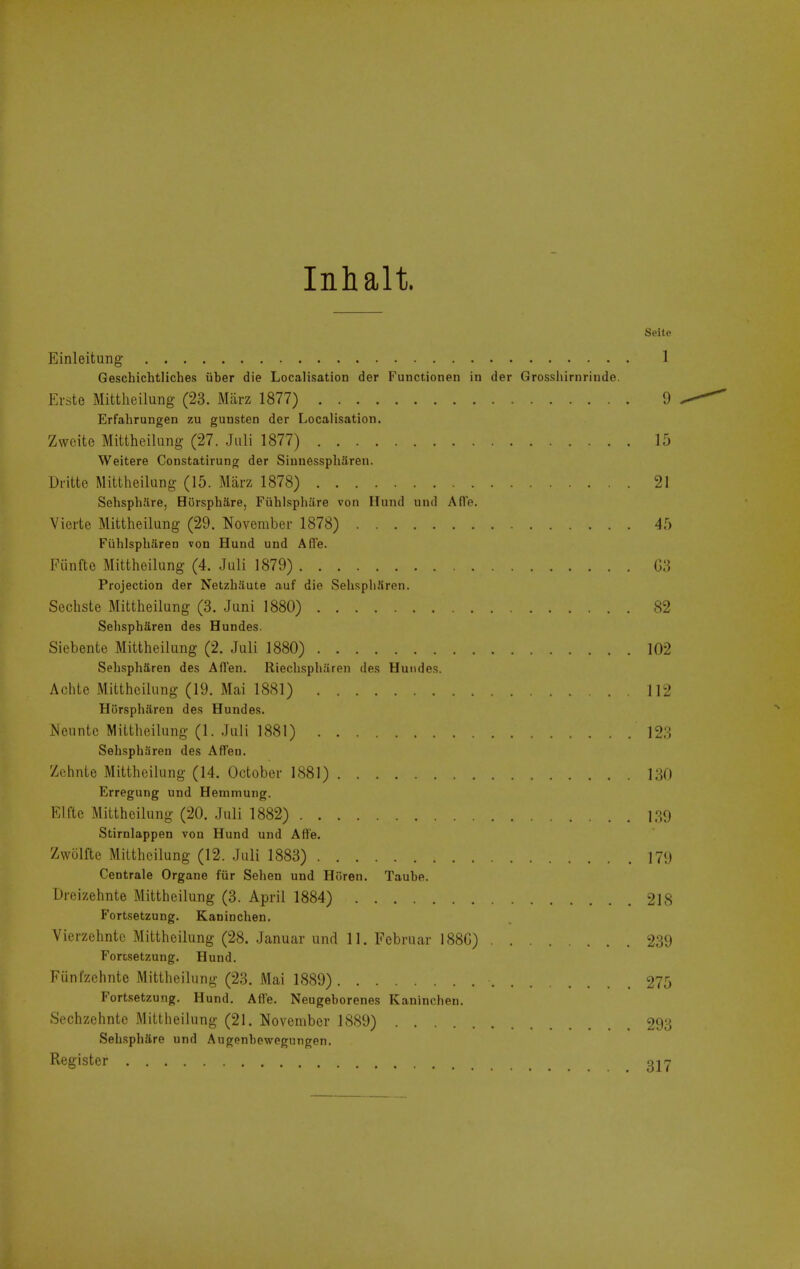 Inhalt.
Seite
Einleitung . . . . . . . . . . . . . . . . . . . . . . . . . . 1
Geschichtliches über die Localisation der Functionen in der Grosshirnrinde.
Erste Mittheilung (23. März 1877) . . . . . . . . . . . . . . . . . 9
Erfahrungen zu gunsten der Localisation.
Zweite Mittheilung (27. Juli 1877) . . . . . . . . . . . . . . . . . 15
Weitere Constatirung der Sinnessphären.
Dritte Mittheilung (15. März 1878) . . . . . . . . . . . . . . . . . 21
Sehsphäre, Hörsphäre, Fühlsphäre von Hund und Affe.
Vierte Mittheilung (29. November 1878) . . . . . . . . . . . . . . . 45
Fühlsphären von Hund und Affe.
Fünfte Mittheilung (4. Juli 1879) . . . . . . . . . . . . . . . . . . 63
Projection der Netzhäute auf die Sehsphären.
Sechste Mittheilung (3. Juni 1880) . . . . . . . . . . . . . . . . . 82
Sehsphären des Hundes.
Siebente Mittheilung (2. Juli 1880) . . . . . . . . . . . . . . . . . 102
Sehsphären des Affen. Riechsphären des Hundes.
Achte Mittheilung (19. Mai 1881) . . . . . . . . . . . . . . . . . 112
Hörsphären des Hundes.
Neunte Mittheilung (1. Juli 1881) . . . . . . . . . . . . . . . . . 123
Sehsphären des Affen.
Zehnte Mittheilung (14. October 1881) . . . . . . . . . . . . . . . . 130
Erregung und Hemmung.
Elfte Mittheilung (20. Juli 1882) . . . . . . . . . . . . . . . . . . 139
Stirnlappen von Hund und Affe.
Zwölfte Mittheilung (12. Juli 1883) . . . . . . . . . . . . . . . . . 179
Centrale Organe für Sehen und Hören. Taube.
Dreizehnte Mittheilung (3. April 1884) . . . . . . . . . . . . . . . 218
Fortsetzung. Kaninchen.
Vierzehnte Mittheilung (28. Januar und 11. Februar 1886) . . . . . . . . 239
Fortsetzung. Hund.
Fünfzehnte Mittheilung (23. Mai 1889) . . . . . . . . . . . . . . . . 275
Fortsetzung. Hund. Affe. Neugeborenes Kaninchen.
Sechzehnte Mittheilung (21. November 1889) . . . . . . . . . . . . . 293
Sehsphäre und Augenbewegungen.
Register . . . . . . . . . . . . . . . . . . . . . . . . . . . 317